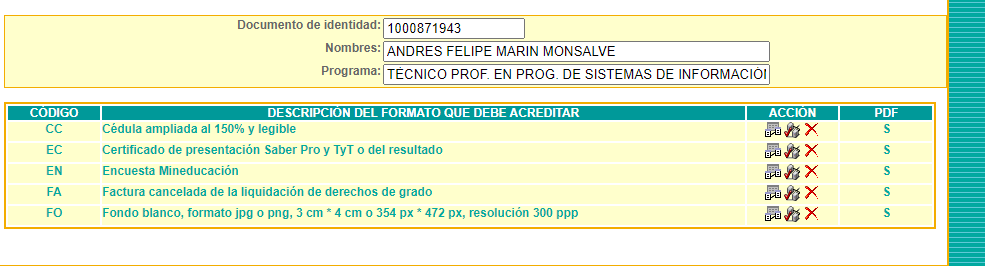 Documento de identidad: 1000871943
Nombres: ANDRES FELIPE MARIN MONSALVE
Programa: TÉCNICO PROF. EN PROG. DE SISTEMAS DE INFORMACIÓN
CÓDIGO DESCRIPCIÓN DEL FORMATO QUE DEBE ACREDITAR ACCIÓN PDF
CC Cédula ampliada al 150% y legible S
EC Certificado de presentación Saber Pro y TyT o del resultado S
EN Encuesta Mineducación S
FA Factura cancelada de la liquidación de derechos de grado S
FO Fondo blanco, formato jpg o png, 3 cm * 4 cm o 354 px * 472 px, resolución 300 ppp S